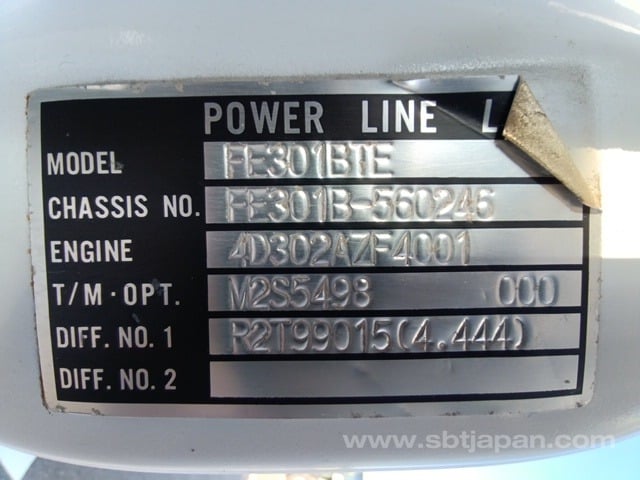 POWER LINE L
MODEL FE301BTE
CHASSIS NO. FE301B-560246
ENGINE 4D302AZF4001
T/M·OPT. M2S5498 000
DIFF. NO. 1 R2T99015(4.444)
DIFF. NO. 2
www.sbtjapan.com